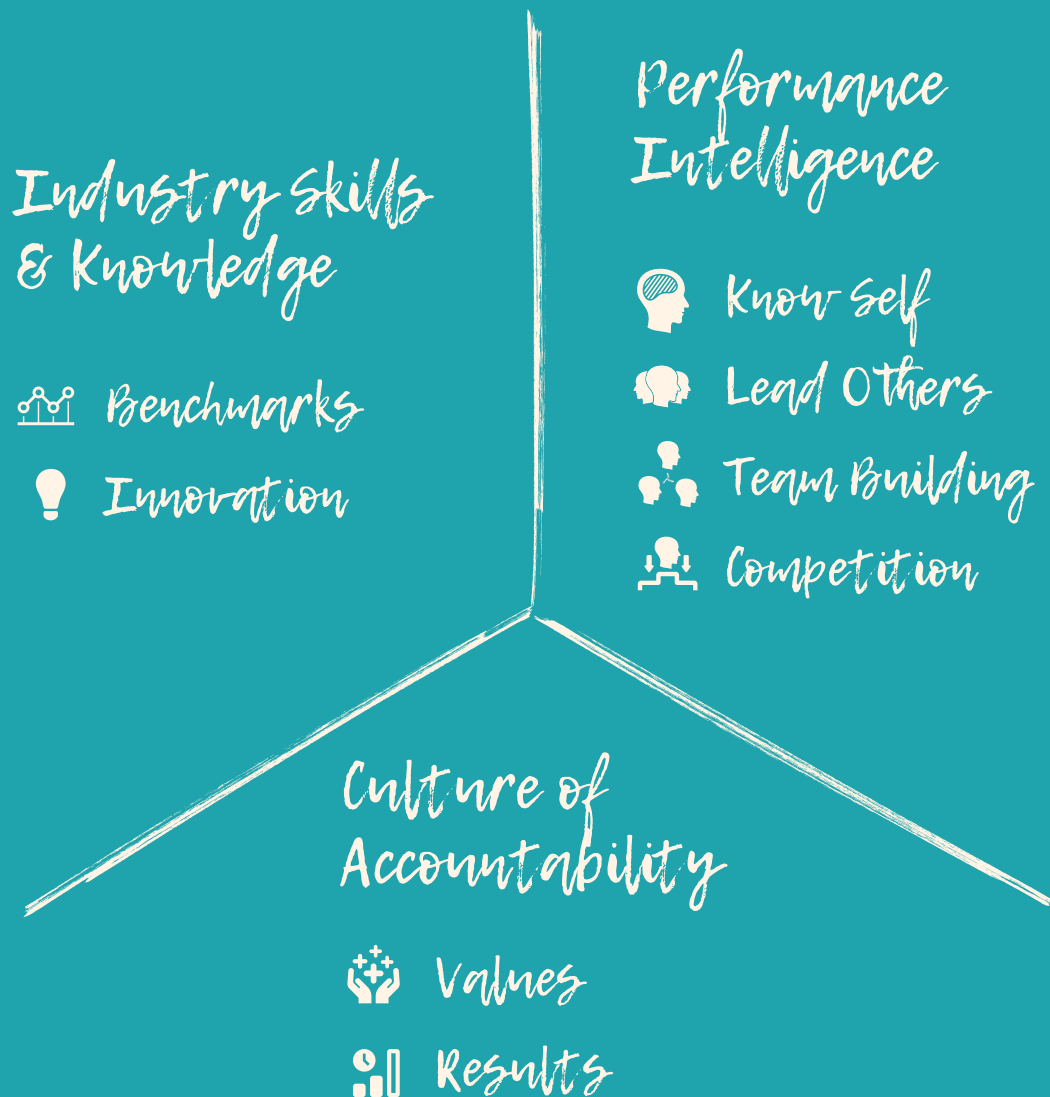 Industry Skills
& Knowledge
Benchmarks
Innovation
Performance
Intelligence
Know Self
Lead Others
Team Building
Competition
Culture of
Accountability
Values
Results